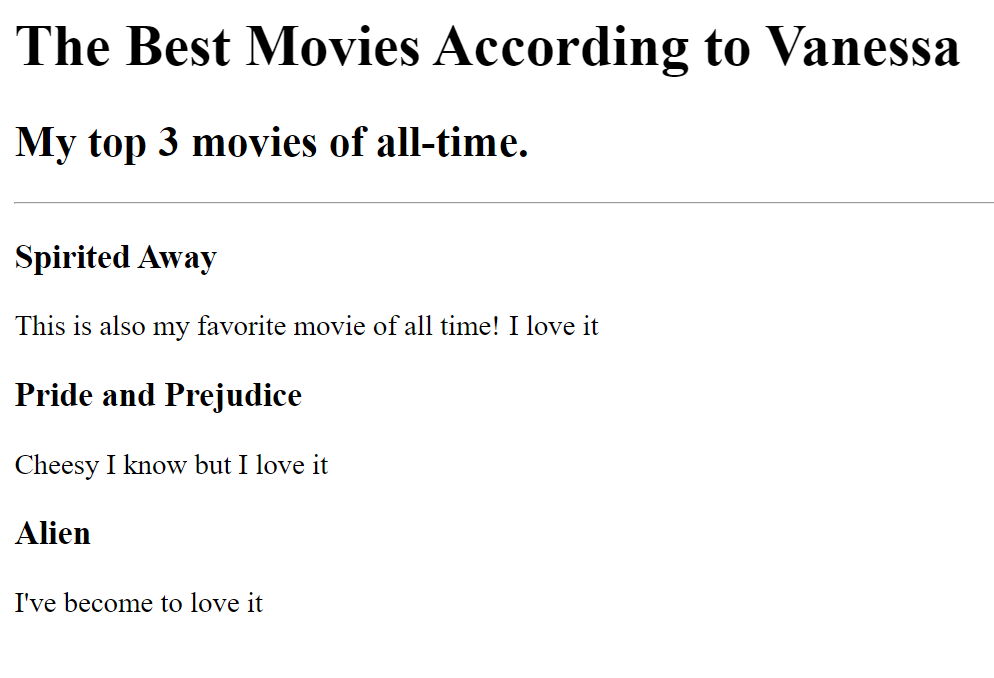 The Best Movies According to Vanessa
My top 3 movies of all-time.
Spirited Away
This is also my favorite movie of all time! I love it
Pride and Prejudice
Cheesy I know but I love it
Alien
I've become to love it